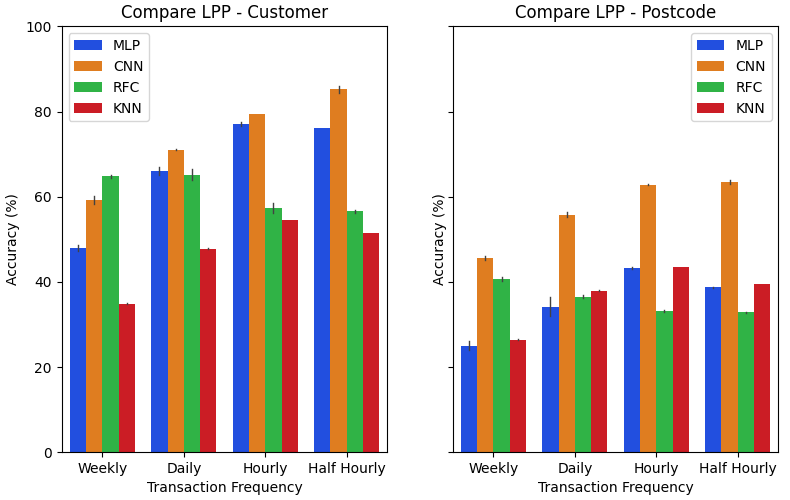 Compare LPP - Customer
100
80
60
40
20
0
Accuracy (%)
MLP
CNN
RFC
KNN
Weekly Daily Hourly Half Hourly
Transaction Frequency
Compare LPP - Postcode
Accuracy (%)
MLP
CNN
RFC
KNN
Weekly Daily Hourly Half Hourly
Transaction Frequency